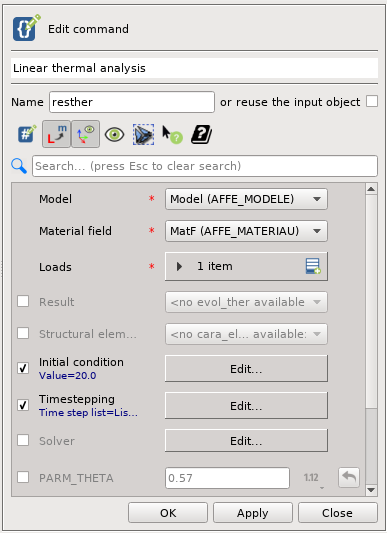 Edit command
Linear thermal analysis
Name resther or reuse the input object
Search... (press Esc to clear search)
Model * Model (AFFE_MODELE)
Material field * MatF (AFFE_MATERIAU)
Loads * 1 item
Result <no evol_ther available
Structural elem... <no cara_el... available:
Initial condition Edit...
Value=20.0
Timestepping Edit...
Time step list=Lis...
Solver Edit...
PARM_THETA 0.57 1.12
OK Apply Close